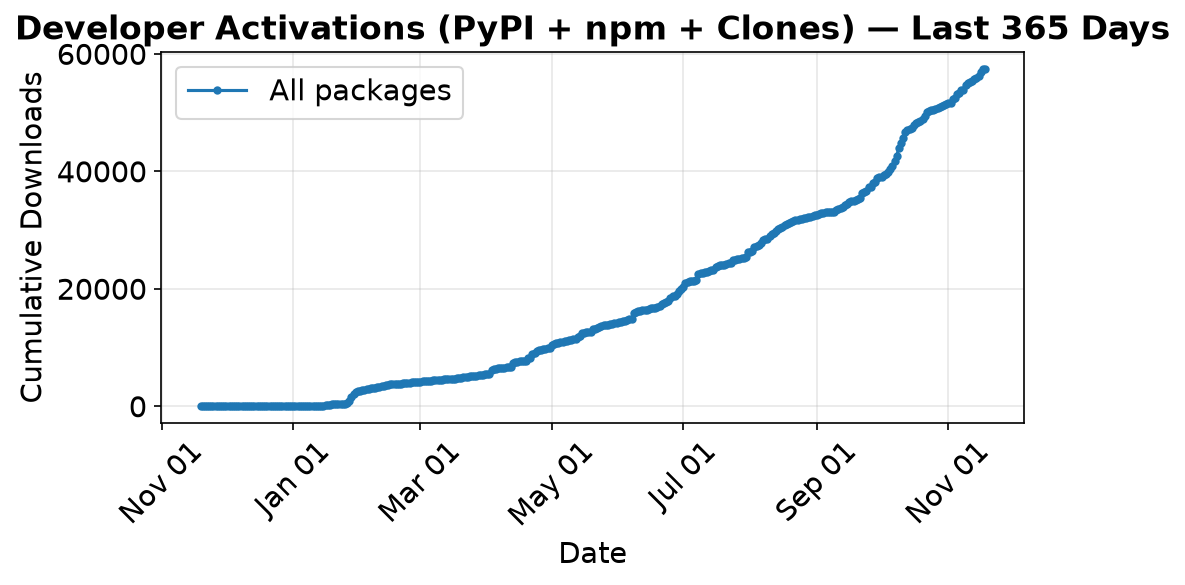 Developer Activations (PyPI + npm + Clones) — Last 365 Days
All packages
Cumulative Downloads
60000
40000
20000
0
Nov 01
Jan 01
Mar 01
May 01
Jul 01
Sep 01
Nov 01
Date